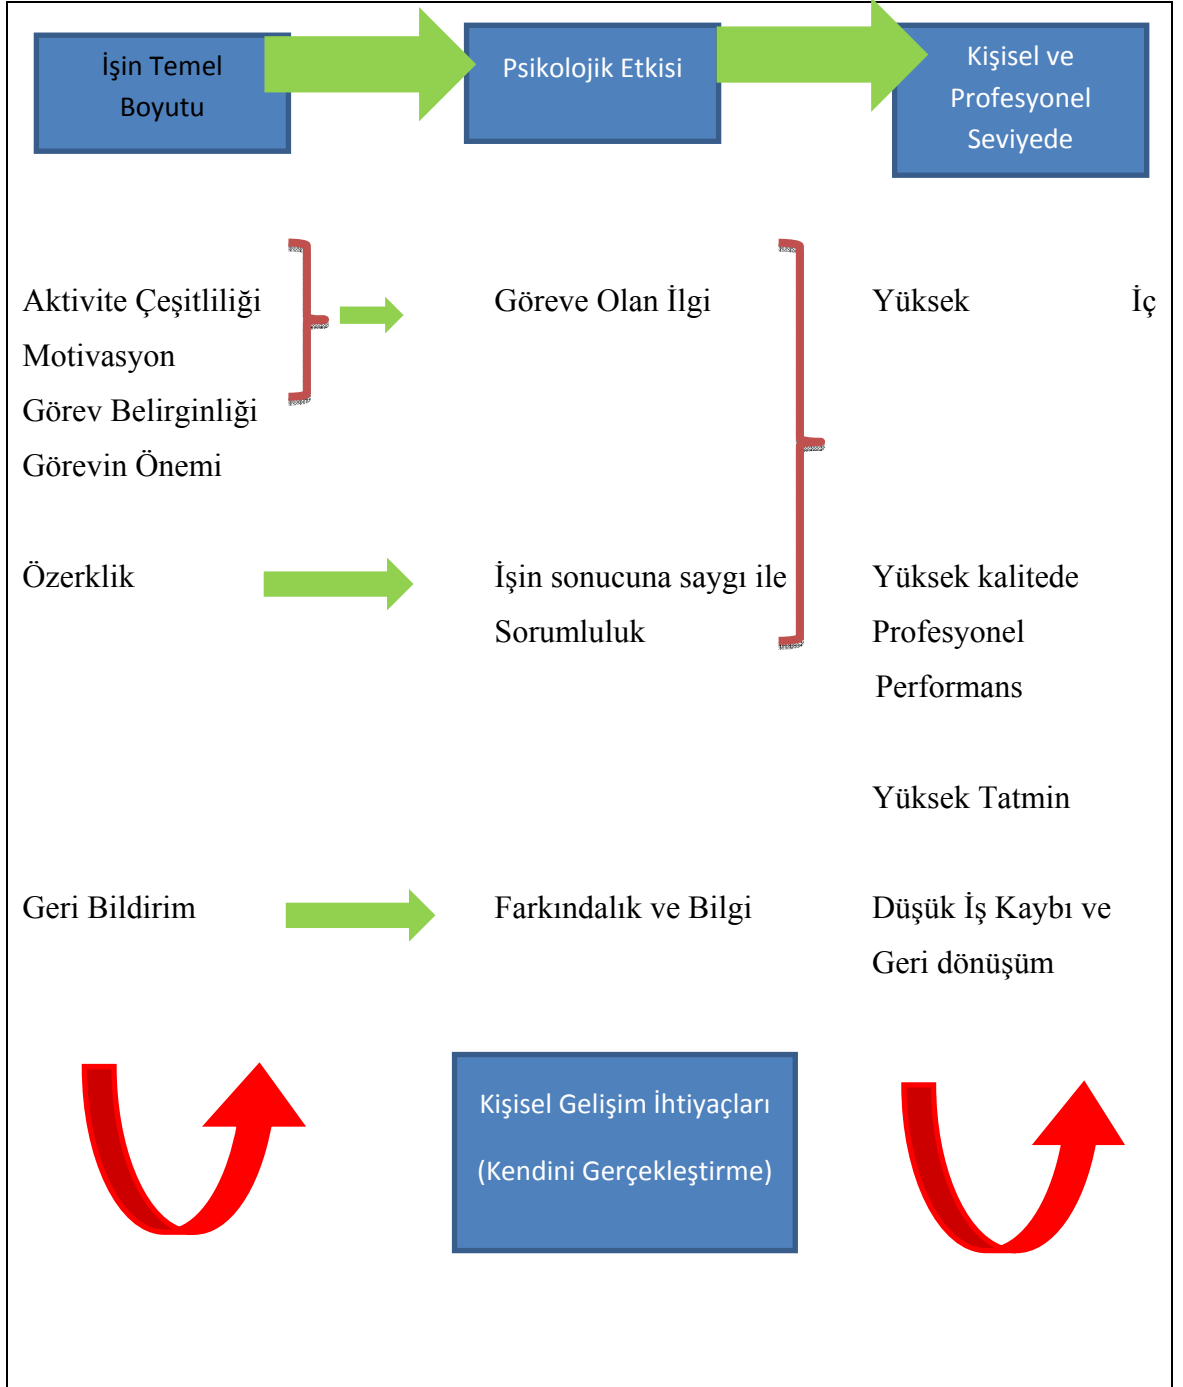 İşin Temel
Boyutu
Psikolojik Etkisi
Kişisel ve
Profesyonel
Seviyede
Aktivite Çeşitliliği Göreve Olan İlgi Yüksek İç
Motivasyon
Görev Belirginliği
Görevin Önemi
Özerklik İşin sonucuna saygı ile Yüksek kalitede
Sorumluluk Profesyonel
Performans
Yüksek Tatmin
Geri Bildirim Farkındalık ve Bilgi Düşük İş Kaybı ve
Geri dönüşüm
Kişisel Gelişim İhtiyaçları
(Kendini Gerçekleştirme)